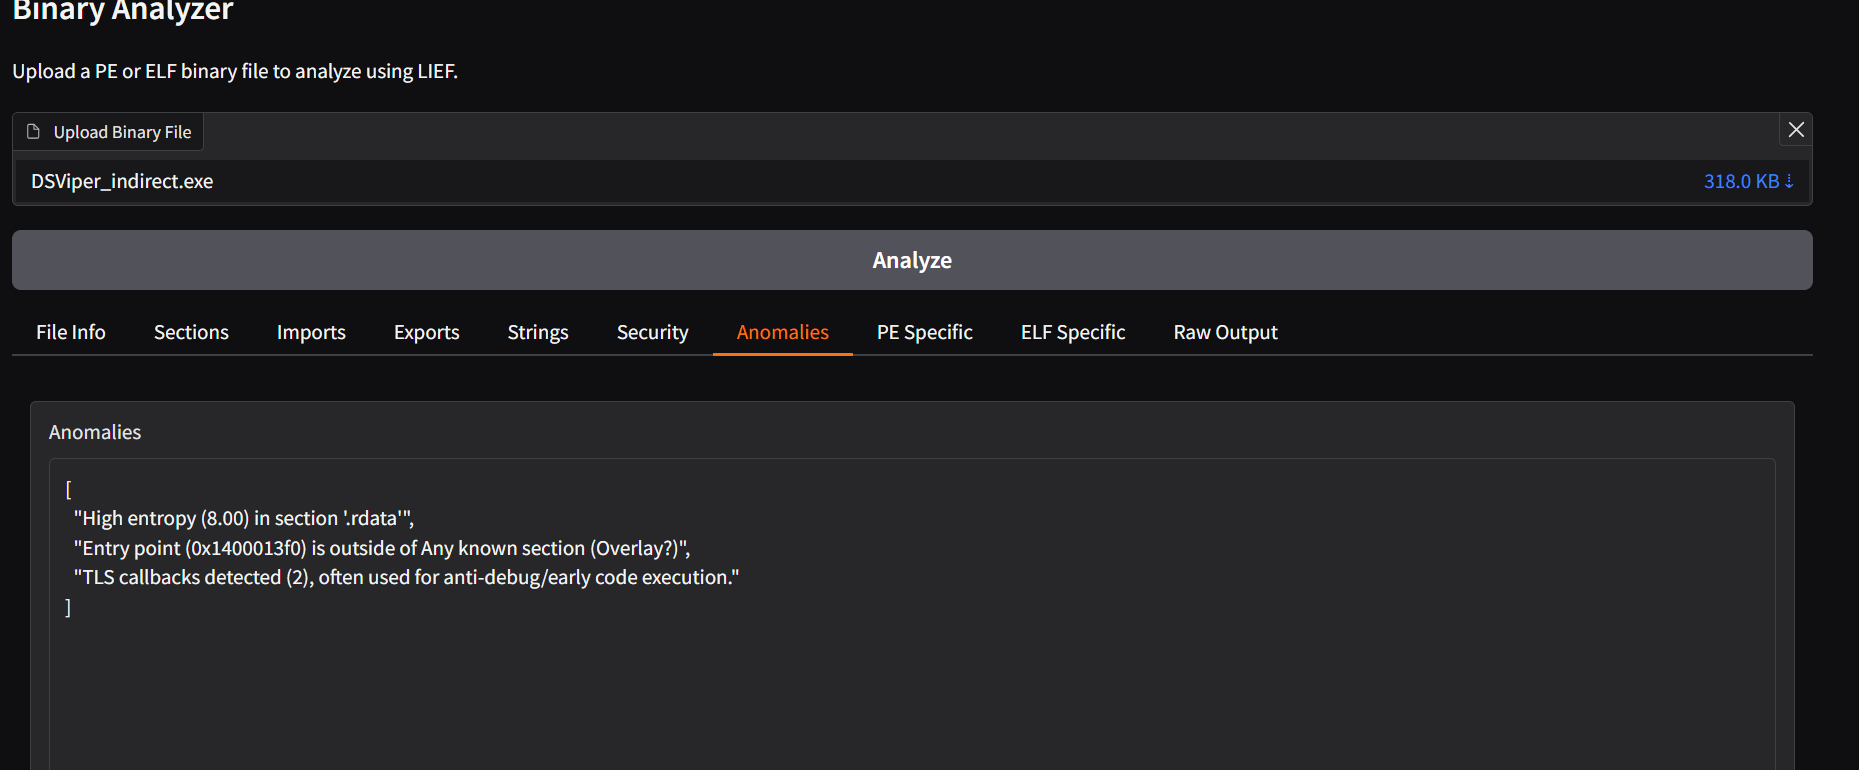 Binary Analyzer
Upload a PE or ELF binary file to analyze using LIEF.
Upload Binary File
DSViper_indirect.exe 318.0 KB ⇣
Analyze
File Info Sections Imports Exports Strings Security Anomalies PE Specific ELF Specific Raw Output
Anomalies
[
"High entropy (8.00) in section '.rdata'",
"Entry point (0x1400013f0) is outside of Any known section (Overlay?)",
"TLS callbacks detected (2), often used for anti-debug/early code execution."
]